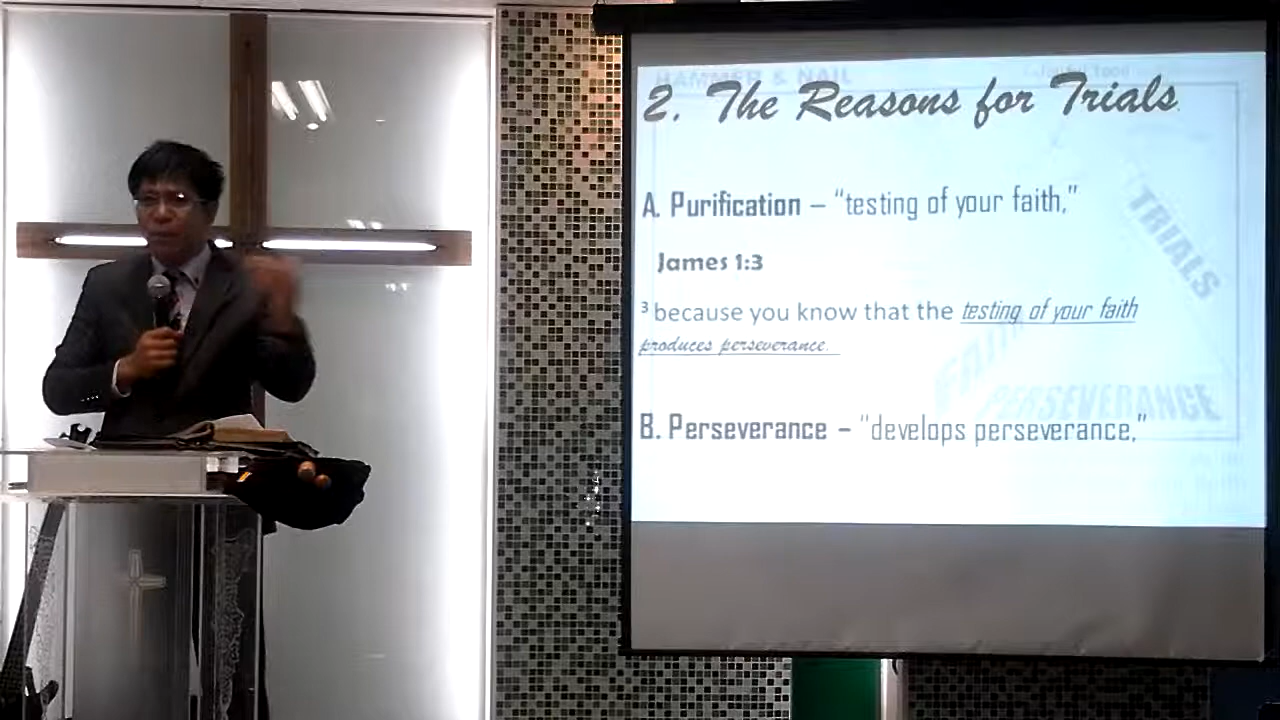 HAMMER & NAIL
2. The Reasons for Trials
A. Purification – “testing of your faith,”
TRIALS
James 1:3
³ because you know that the testing of your faith
produces perseverance.
FAITH
PERSEVERANCE
B. Perseverance – “develops perseverance,”